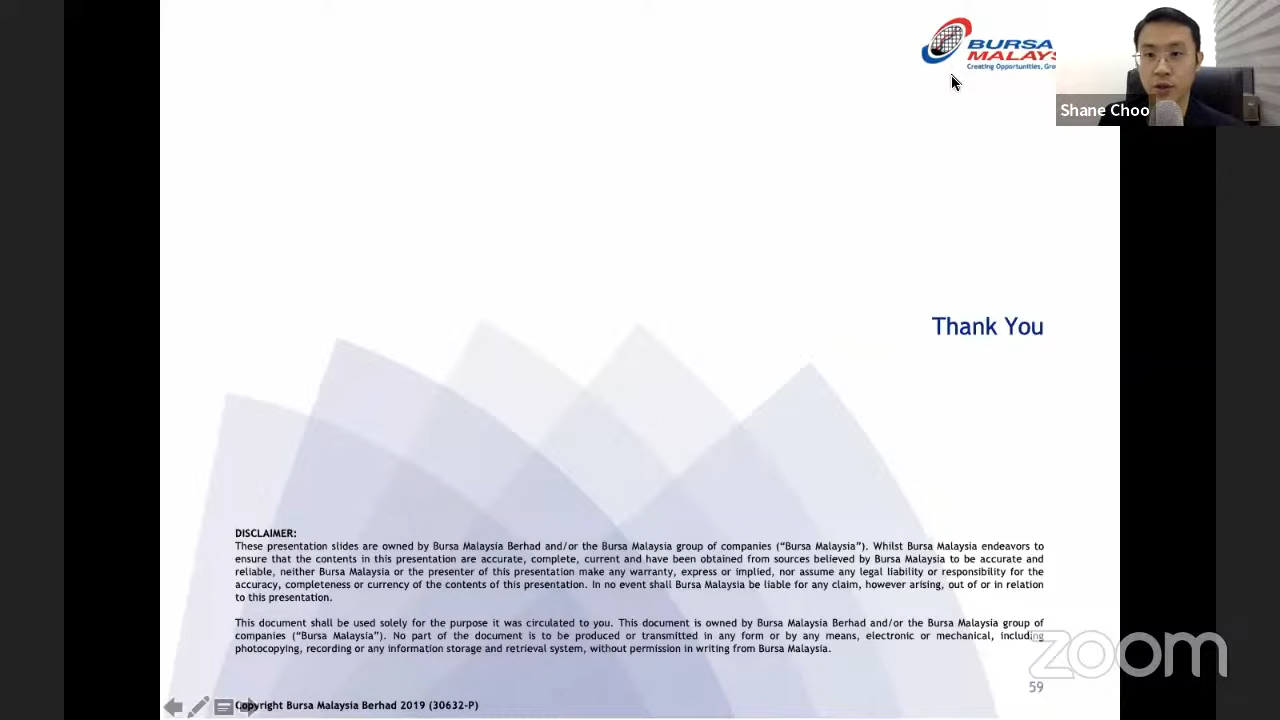 BURSA
MALAYS
Creating Opportunities, Gro
Shane Choo
Thank You
DISCLAIMER:
These presentation slides are owned by Bursa Malaysia Berhad and/or the Bursa Malaysia group of companies (“Bursa Malaysia”). Whilst Bursa Malaysia endeavors to
ensure that the contents in this presentation are accurate, complete, current and have been obtained from sources believed by Bursa Malaysia to be accurate and
reliable, neither Bursa Malaysia or the presenter of this presentation make any warranty, express or implied, nor assume any legal liability or responsibility for the
accuracy, completeness or currency of the contents of this presentation. In no event shall Bursa Malaysia be liable for any claim, however arising, out of or in relation
to this presentation.
This document shall be used solely for the purpose it was circulated to you. This document is owned by Bursa Malaysia Berhad and/or the Bursa Malaysia group of
companies (“Bursa Malaysia”). No part of the document is to be produced or transmitted in any form or by any means, electronic or mechanical, including
photocopying, recording or any information storage and retrieval system, without permission in writing from Bursa Malaysia.
zoom
59
Copyright Bursa Malaysia Berhad 2019 (30632-P)